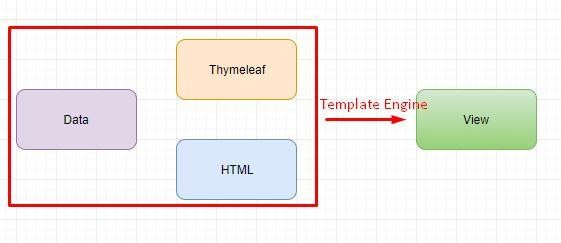 Thymeleaf
Template Engine
Data
View
HTML